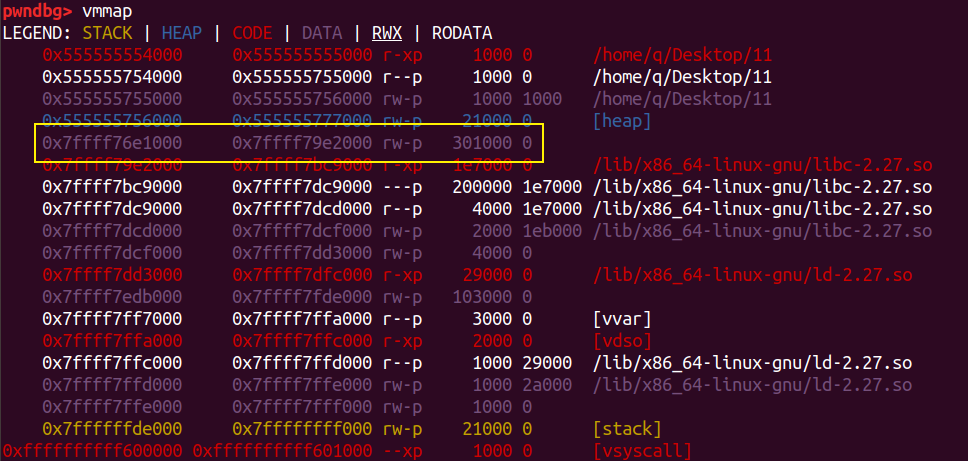 pwndbg> vmmap
LEGEND: STACK | HEAP | CODE | DATA | RWX | RODATA
0x555555554000 0x555555555000 r-xp 1000 0 /home/q/Desktop/11
0x555555754000 0x555555755000 r--p 1000 0 /home/q/Desktop/11
0x555555755000 0x555555756000 rw-p 1000 1000 /home/q/Desktop/11
0x555555756000 0x555555777000 rw-p 21000 0 [heap]
0x7ffff76e1000 0x7ffff79e2000 rw-p 301000 0
0x7ffff79e2000 0x7ffff7bc9000 r-xp 1e7000 0 /lib/x86_64-linux-gnu/libc-2.27.so
0x7ffff7bc9000 0x7ffff7dc9000 ---p 200000 1e7000 /lib/x86_64-linux-gnu/libc-2.27.so
0x7ffff7dc9000 0x7ffff7dcd000 r--p 4000 1e7000 /lib/x86_64-linux-gnu/libc-2.27.so
0x7ffff7dcd000 0x7ffff7dcf000 rw-p 2000 1eb000 /lib/x86_64-linux-gnu/libc-2.27.so
0x7ffff7dcf000 0x7ffff7dd3000 rw-p 4000 0
0x7ffff7dd3000 0x7ffff7dfc000 r-xp 29000 0 /lib/x86_64-linux-gnu/ld-2.27.so
0x7ffff7edb000 0x7ffff7fde000 rw-p 103000 0
0x7ffff7ff7000 0x7ffff7ffa000 r--p 3000 0 [vvar]
0x7ffff7ffa000 0x7ffff7ffc000 r-xp 2000 0 [vdso]
0x7ffff7ffc000 0x7ffff7ffd000 r--p 1000 29000 /lib/x86_64-linux-gnu/ld-2.27.so
0x7ffff7ffd000 0x7ffff7ffe000 rw-p 1000 2a000 /lib/x86_64-linux-gnu/ld-2.27.so
0x7ffff7ffe000 0x7ffff7fff000 rw-p 1000 0
0x7ffffffde000 0x7ffffffff000 rw-p 21000 0 [stack]
0xffffffffff600000 0xffffffffff601000 --xp 1000 0 [vsyscall]